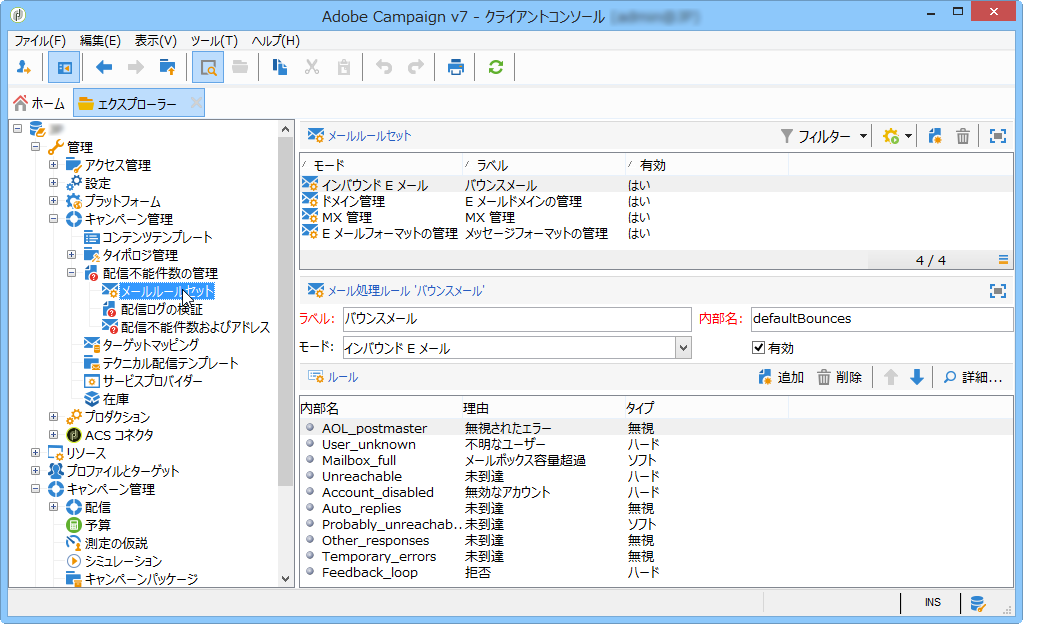 Adobe Campaign v7 - クライアントコンソール
ファイル(F) 編集(E) 表示(V) ツール(T) ヘルプ(H)
ホーム エクスプローラー
管理
アクセス管理
設定
プラットフォーム
キャンペーン管理
コンテンツテンプレート
タイポロジ管理
配信不能件数の管理
メールルールセット
配信ログの検証
配信不能件数およびアドレス
ターゲットマッピング
テクニカル配信テンプレート
サービスプロバイダー
在庫
プロダクション
ACS コネクタ
リソース
プロファイルとターゲット
キャンペーン管理
配信
予算
測定の仮説
シミュレーション
キャンペーンパッケージ
メールルールセット フィルター
モード ラベル 有効
インバウンド E メール バウンスメール はい
ドメイン管理 E メールドメインの管理 はい
MX 管理 MX 管理 はい
E メールフォーマットの管理 メッセージフォーマットの管理 はい
4 / 4
メール処理ルール 'バウンスメール'
ラベル: バウンスメール 内部名: defaultBounces
モード: インバウンド E メール 有効
ルール 追加 削除 詳細...
内部名 理由 タイプ
AOL_postmaster 無視されたエラー 無視
User_unknown 不明なユーザー ハード
Mailbox_full メールボックス容量超過 ソフト
Unreachable 未到達 ハード
Account_disabled 無効なアカウント ハード
Auto_replies 未到達 無視
Probably_unreachab.. 未到達 ソフト
Other_responses 未到達 無視
Temporary_errors 未到達 無視
Feedback_loop 拒否 ハード
INS